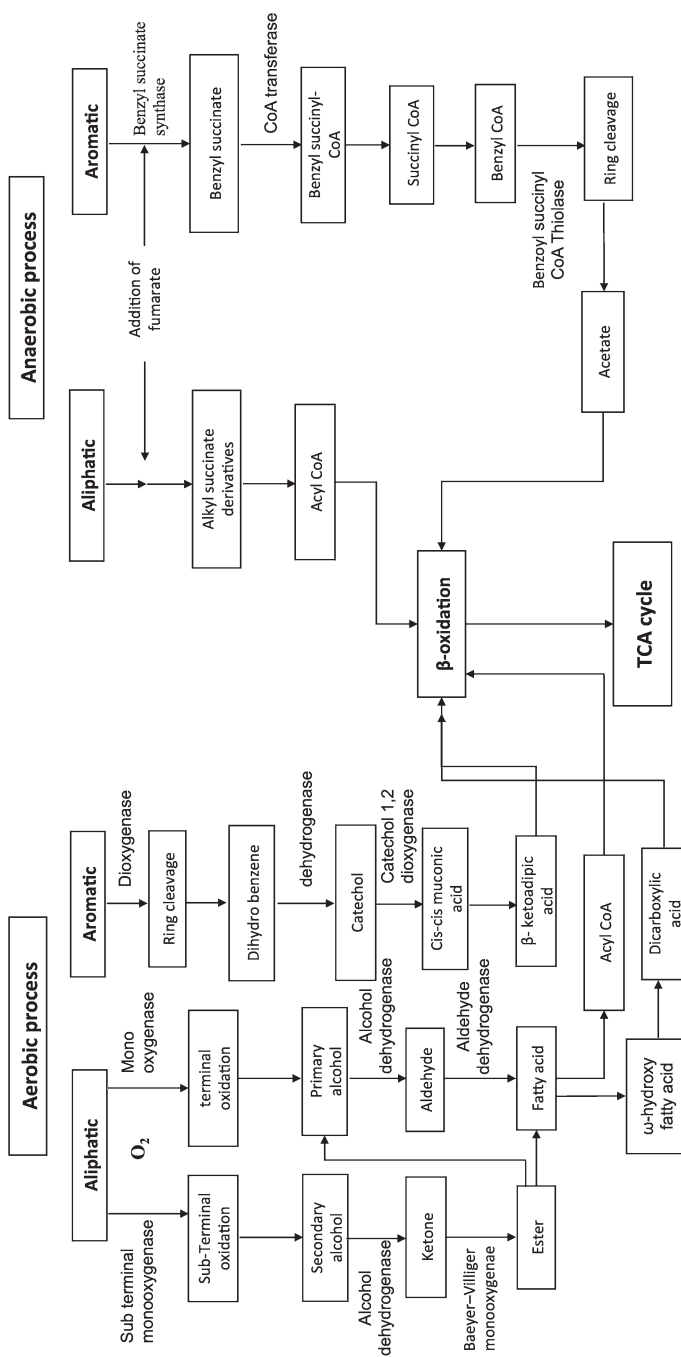 Aerobic process
Aliphatic
Sub terminal
monooxygenase
O2
Mono
oxygenase
Sub-Terminal
oxidation
terminal
oxidation
Secondary
alcohol
Primary
alcohol
Alcohol
dehydrogenase
Alcohol
dehydrogenase
Ketone
Aldehyde
Baeyer–Villiger
monooxygenae
Aldehyde
dehydrogenase
Ester
Fatty acid
ω-hydroxy
fatty acid
Aromatic
Dioxygenase
Ring cleavage
Dihydro benzene
dehydrogenase
Catechol
Catechol 1,2
dioxygenase
Cis-cis muconic
acid
β- ketoadipic
acid
Acyl CoA
Dicarboxylic
acid
β-oxidation
TCA cycle
Anaerobic process
Aliphatic
Addition of
fumarate
Alkyl succinate
derivatives
Acyl CoA
Aromatic
Benzyl succinate
synthase
Benzyl succinate
CoA transferase
Benzyl succinyl-
CoA
Succinyl CoA
Benzyl CoA
Benzoyl succinyl
CoA Thiolase
Ring cleavage
Acetate